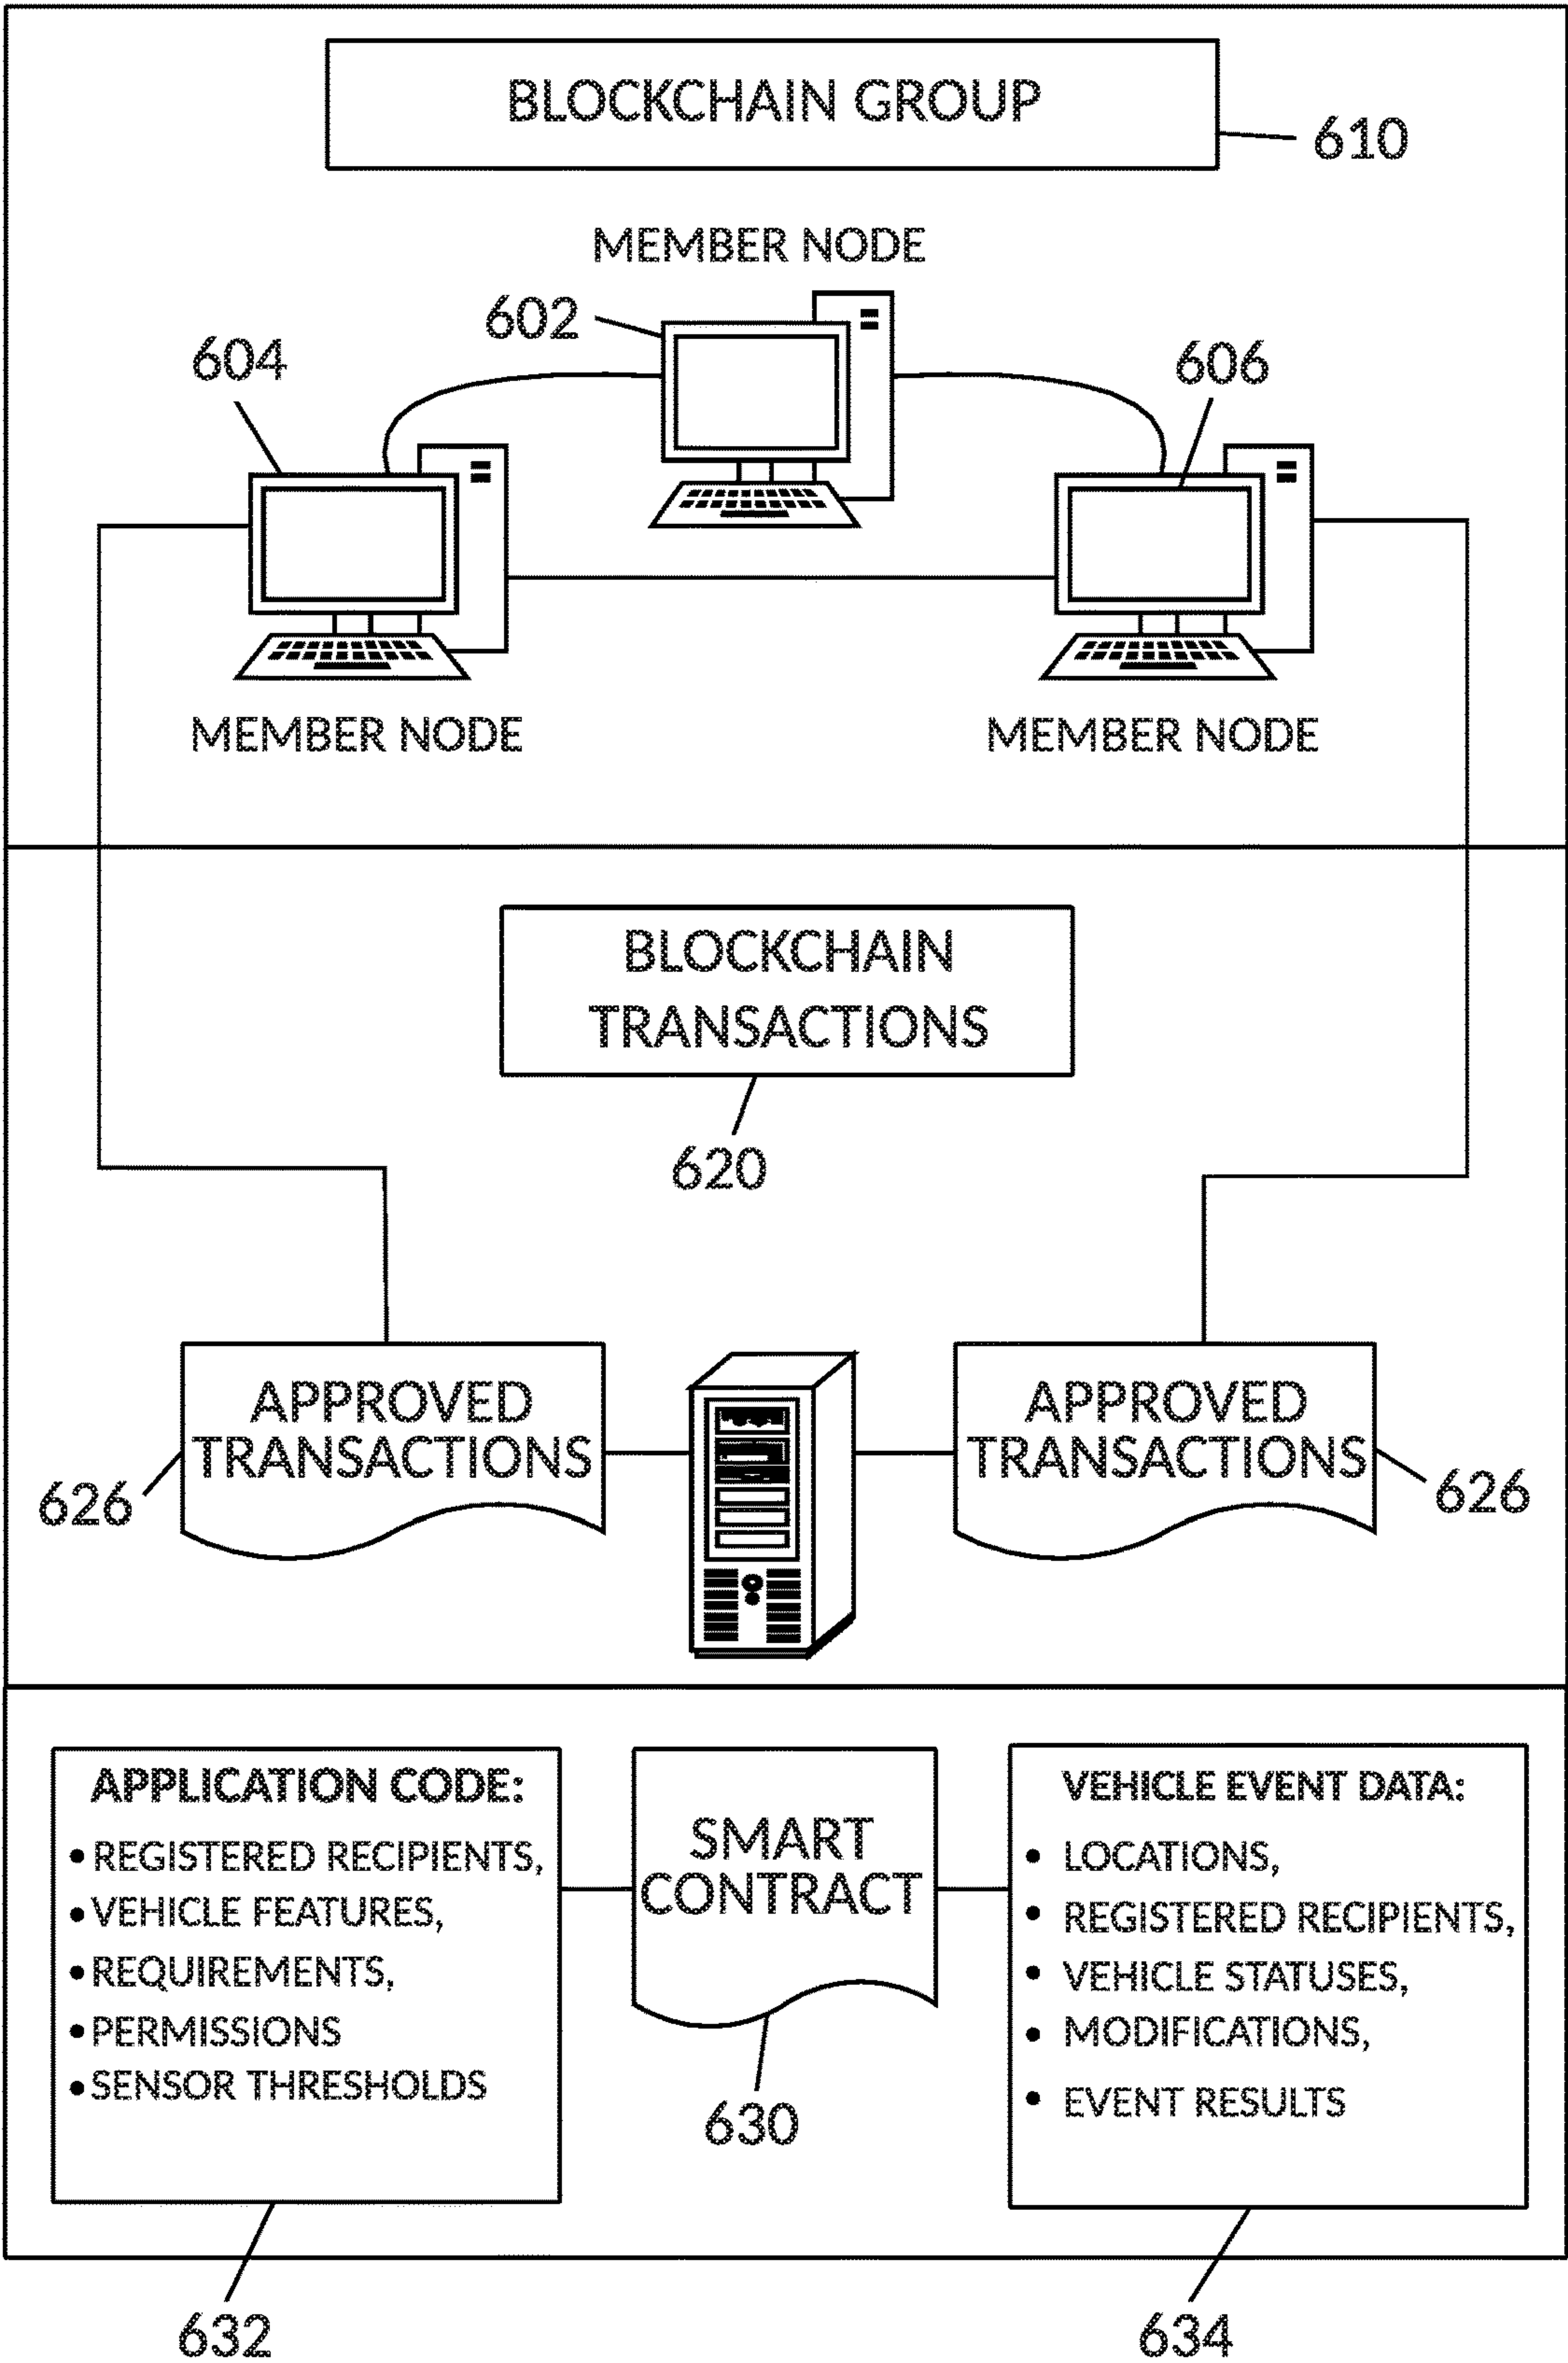 BLOCKCHAIN GROUP
610
MEMBER NODE
602
604
606
MEMBER NODE
MEMBER NODE
BLOCKCHAIN
TRANSACTIONS
620
APPROVED
TRANSACTIONS
626
APPROVED
TRANSACTIONS
626
APPLICATION CODE:
• REGISTERED RECIPIENTS,
• VEHICLE FEATURES,
• REQUIREMENTS,
• PERMISSIONS
• SENSOR THRESHOLDS
632
SMART
CONTRACT
630
VEHICLE EVENT DATA:
• LOCATIONS,
• REGISTERED RECIPIENTS,
• VEHICLE STATUSES,
• MODIFICATIONS,
• EVENT RESULTS
634